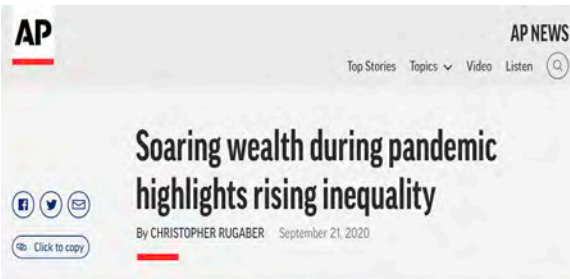 AP
AP NEWS
Top Stories Topics Video Listen
Soaring wealth during pandemic
highlights rising inequality
By CHRISTOPHER RUGABER September 21, 2020
Click to copy